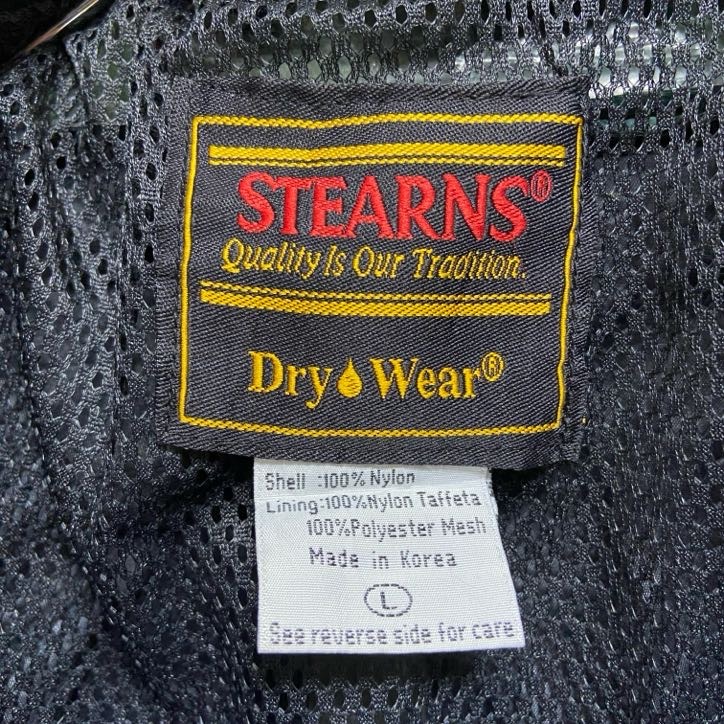 STEARNS®
Quality Is Our Tradition.
Dry Wear®
Shell :100% Nylon
Lining:100%Nylon Taffeta
100%Polyester Mesh
Made in Korea
L
See reverse side for care